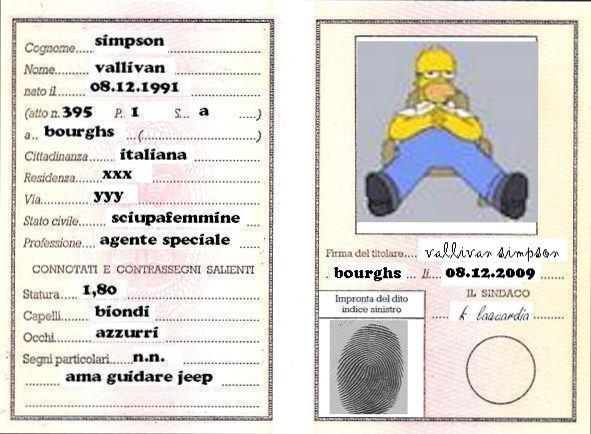 Cognome simpson
Nome vallivan
nato il 08.12.1991
(atto n. 395 P. 1 S. a )
a bourghs ( )
Cittadinanza italiana
Residenza xxx
Via yyy
Stato civile sciupafemmine
Professione agente speciale
CONNOTATI E CONTRASSEGNI SALIENTI
Statura 1,80
Capelli biondi
Occhi azzurri
Segni particolari n.n.
ama guidare jeep
Firma del titolare vallivan simpson
bourghs li 08.12.2009
Impronta del dito
indice sinistro
IL SINDACO
k laguardia